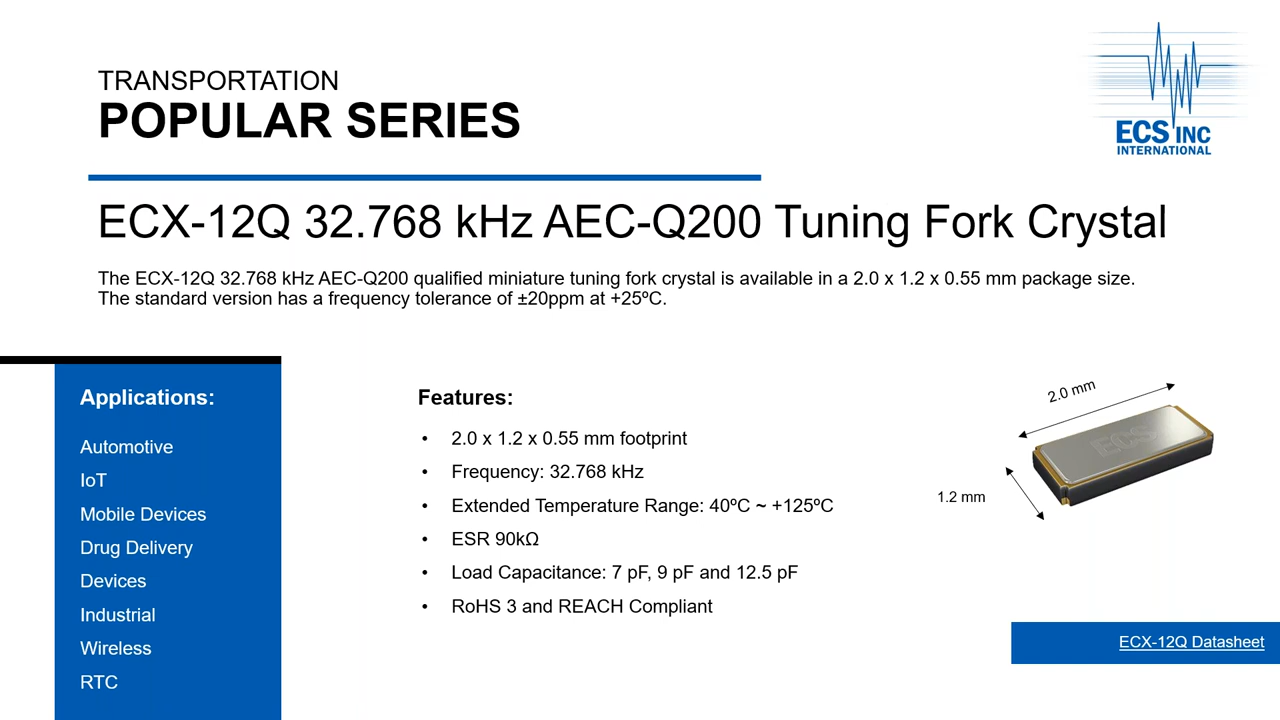 TRANSPORTATION
POPULAR SERIES
ECS INC
INTERNATIONAL
ECX-12Q 32.768 kHz AEC-Q200 Tuning Fork Crystal
The ECX-12Q 32.768 kHz AEC-Q200 qualified miniature tuning fork crystal is available in a 2.0 x 1.2 x 0.55 mm package size.
The standard version has a frequency tolerance of ±20ppm at +25ºC.
Applications:
Automotive
IoT
Mobile Devices
Drug Delivery
Devices
Industrial
Wireless
RTC
Features:
• 2.0 x 1.2 x 0.55 mm footprint
• Frequency: 32.768 kHz
• Extended Temperature Range: 40ºC ~ +125ºC
• ESR 90kΩ
• Load Capacitance: 7 pF, 9 pF and 12.5 pF
• RoHS 3 and REACH Compliant
2.0 mm
ECS
1.2 mm
ECX-12Q Datasheet